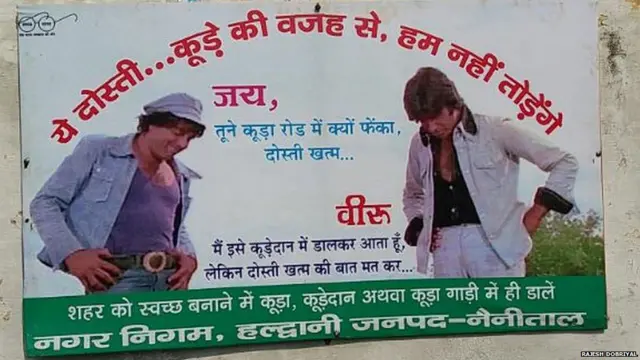 ये दोस्ती...कूड़े की वजह से, हम नहीं तोड़ेंगे
जय,
तूने कूड़ा रोड में क्यों फेंका,
दोस्ती खत्म...
वीरू
मैं इसे कूड़ेदान में डालकर आता हूँ,
लेकिन दोस्ती खत्म की बात मत कर...
शहर को स्वच्छ बनाने में कूड़ा, कूड़ेदान अथवा कूड़ा गाड़ी में ही डालें
नगर निगम, हल्द्वानी जनपद-नैनीताल
RAJESH DOBRIYAL